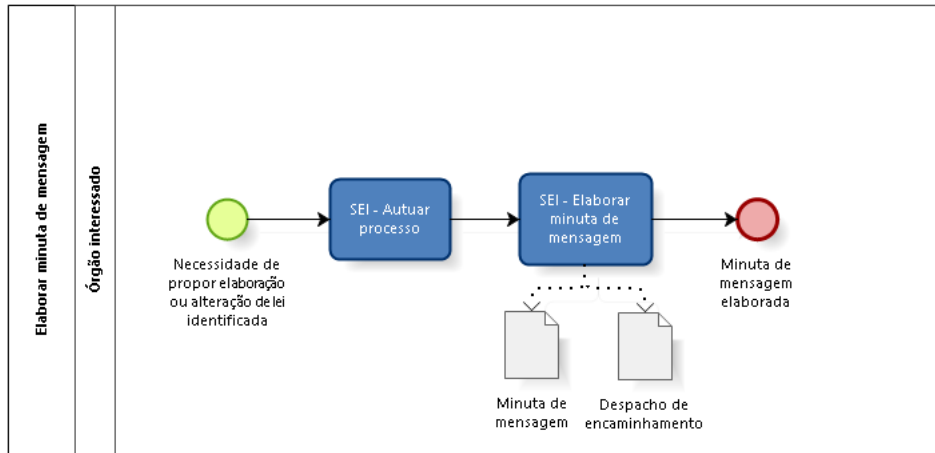 Elaborar minuta de mensagem
Órgão interessado
Necessidade de
propor elaboração
ou alteração de lei
identificada
SEI - Autuar
processo
SEI - Elaborar
minuta de
mensagem
Minuta de
mensagem
elaborada
Minuta de
mensagem
Despacho de
encaminhamento